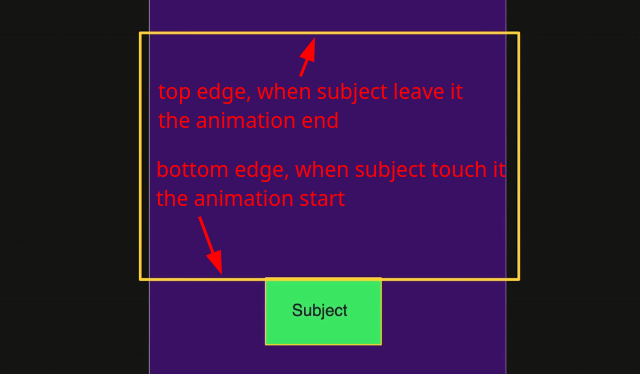 top edge, when subject leave it
the animation end
bottom edge, when subject touch it
the animation start
Subject